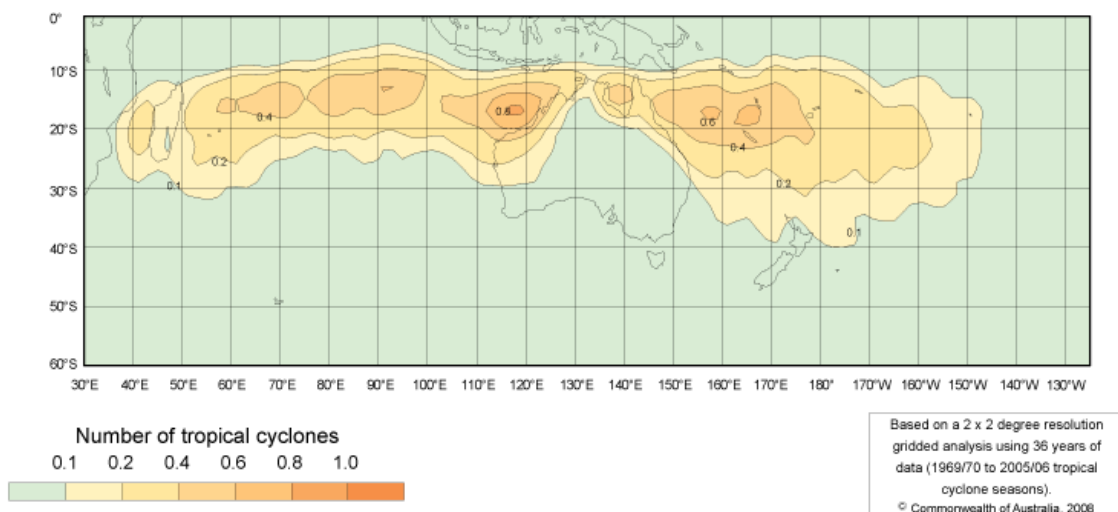 0°
10°S
20°S
30°S
40°S
50°S
60°S
0.4
0.2
0.1
0.8
0.6
0.4
0.2
0.1
30°E 40°E 50°E 60°E 70°E 80°E 90°E 100°E 110°E 120°E 130°E 140°E 150°E 160°E 170°E 180° 170°W 160°W 150°W 140°W 130°W
Number of tropical cyclones
0.1 0.2 0.4 0.6 0.8 1.0
Based on a 2 x 2 degree resolution
gridded analysis using 36 years of
data (1969/70 to 2005/06 tropical
cyclone seasons).
© Commonwealth of Australia, 2008